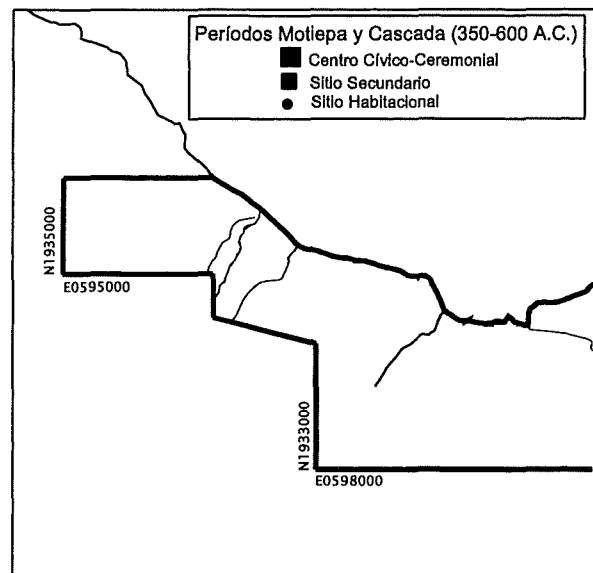 Períodos Motlepa y Cascada (350-600 A.C.)
Centro Cívico-Ceremonial
Sitio Secundario
Sitio Habitacional
N1935000
E0595000
N1933000
E0598000